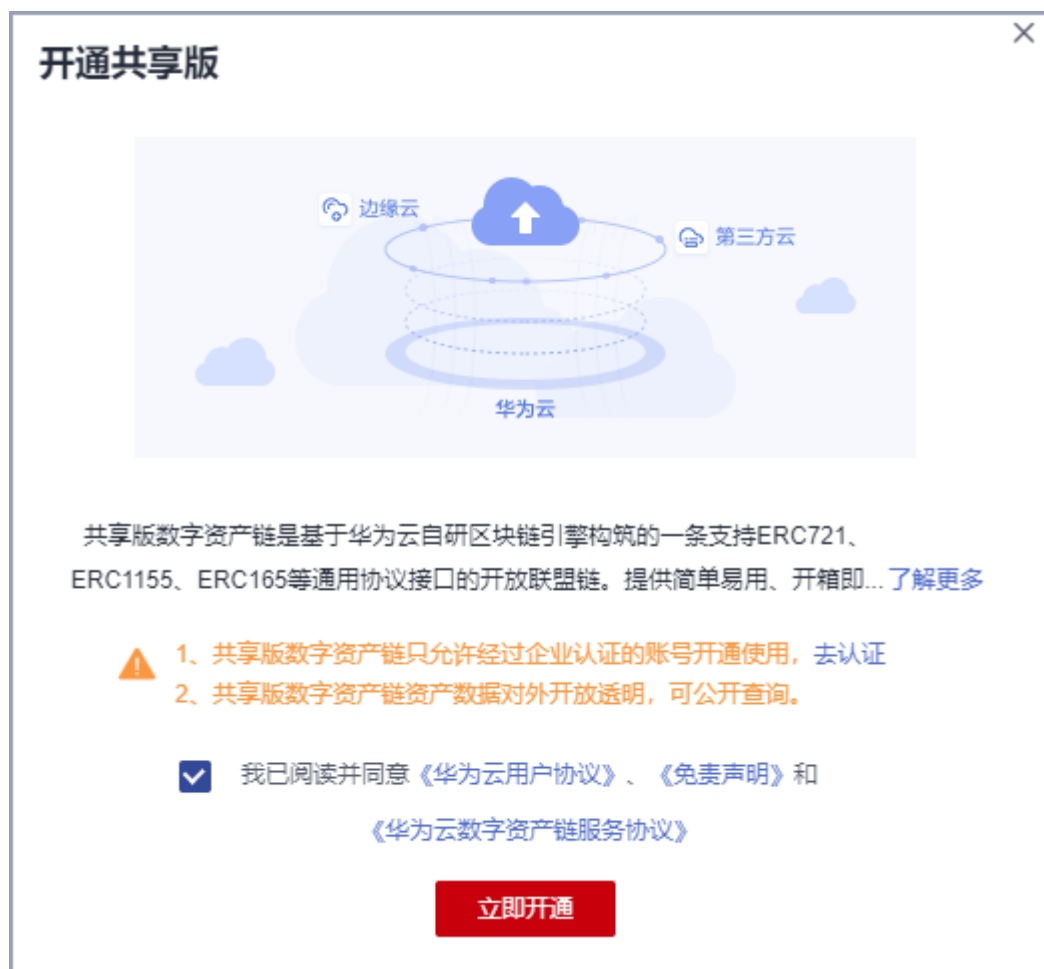 开通共享版
边缘云
第三方云
华为云
共享版数字资产链是基于华为云自研区块链引擎构筑的一条支持ERC721、
ERC1155、ERC165等通用协议接口的开放联盟链。提供简单易用、开箱即...了解更多
1、共享版数字资产链只允许经过企业认证的账号开通使用，去认证
2、共享版数字资产链资产数据对外开放透明，可公开查询。
我已阅读并同意《华为云用户协议》、《免责声明》和
《华为云数字资产链服务协议》
立即开通